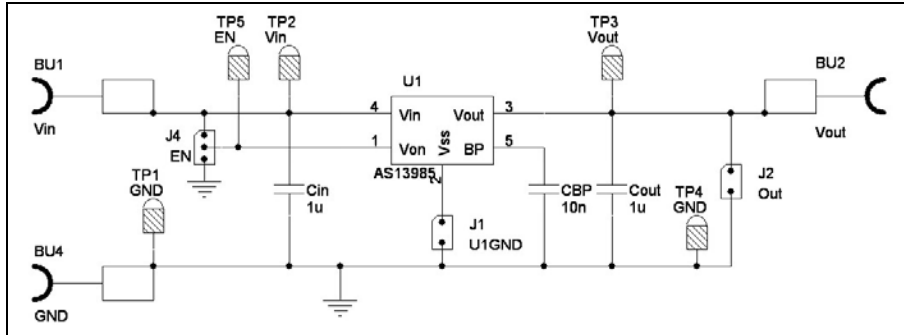 TP5
EN
TP2
Vin
TP3
Vout
BU1
Vin
U1
BU2
Vout
4
Vin
Vout
3
1
Von
Vss
BP
5
AS13985
2
J4
EN
TP1
GND
Cin
1u
J1
U1GND
CBP
10n
Cout
1u
TP4
GND
J2
Out
BU4
GND